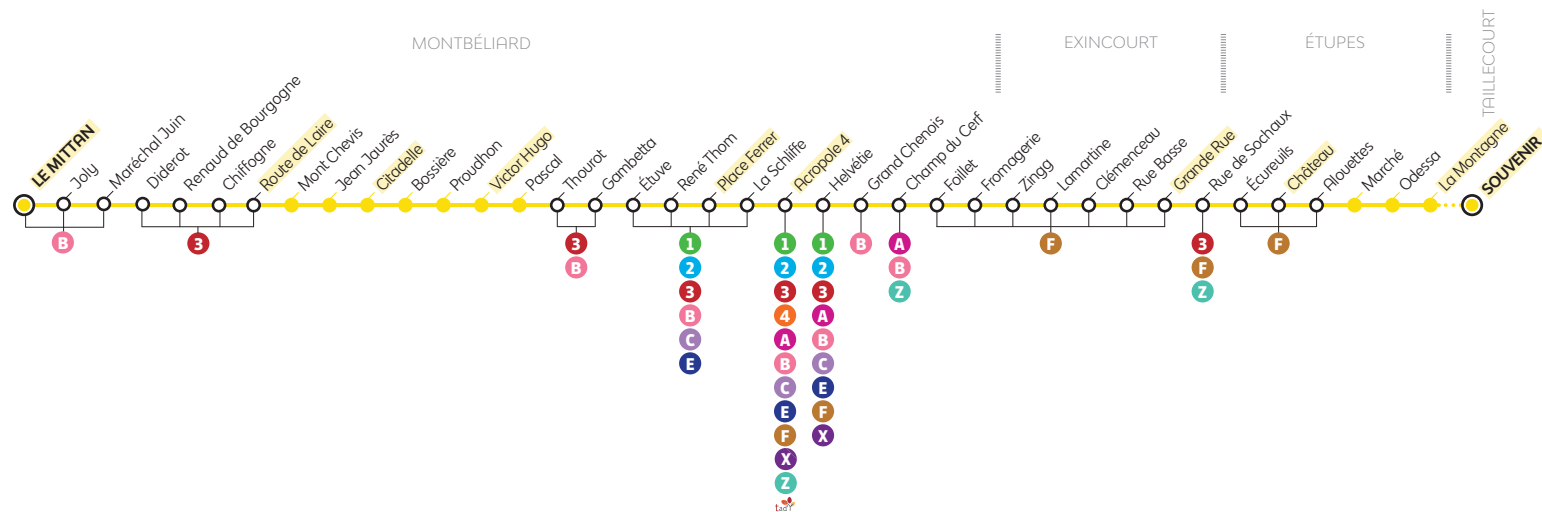 MONTBÉLIARD
EXINCOURT
ÉTUPES
TAILLECOURT
LE MITTAN
Joly
Maréchal Juin
Diderot
Renaud de Bourgogne
Chiffogne
Route de Laire
Mont Chevis
Jean Jaurès
Citadelle
Bossière
Proudhon
Victor Hugo
Pascal
Thourot
Gambetta
Étuve
René Thom
Place Ferrer
La Schliffe
Acropole 4
Helvétie
Grand Chenois
Champ du Cerf
Foillet
Fromagerie
Zingg
Lamartine
Clémenceau
Rue Basse
Grande Rue
Rue de Sochaux
Écureuils
Château
Alouettes
Marché
Odessa
La Montagne
SOUVENIR
B
3
3
B
1
2
3
B
C
E
1
2
3
4
A
B
C
E
F
X
Z
tad
1
2
3
A
B
C
E
F
X
B
A
B
Z
F
3
F
Z
F